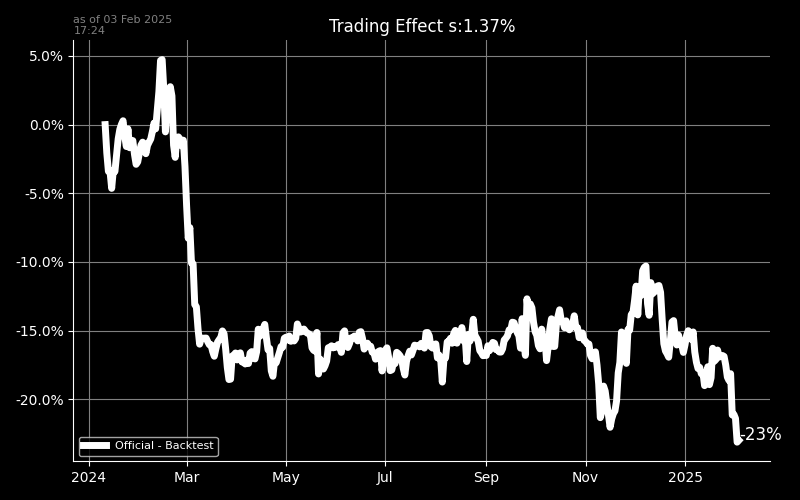 as of 03 Feb 2025
17:24
Trading Effect s:1.37%
5.0%
0.0%
-5.0%
-10.0%
-15.0%
-20.0%
-23%
Official - Backtest
2024 Mar May Jul Sep Nov 2025